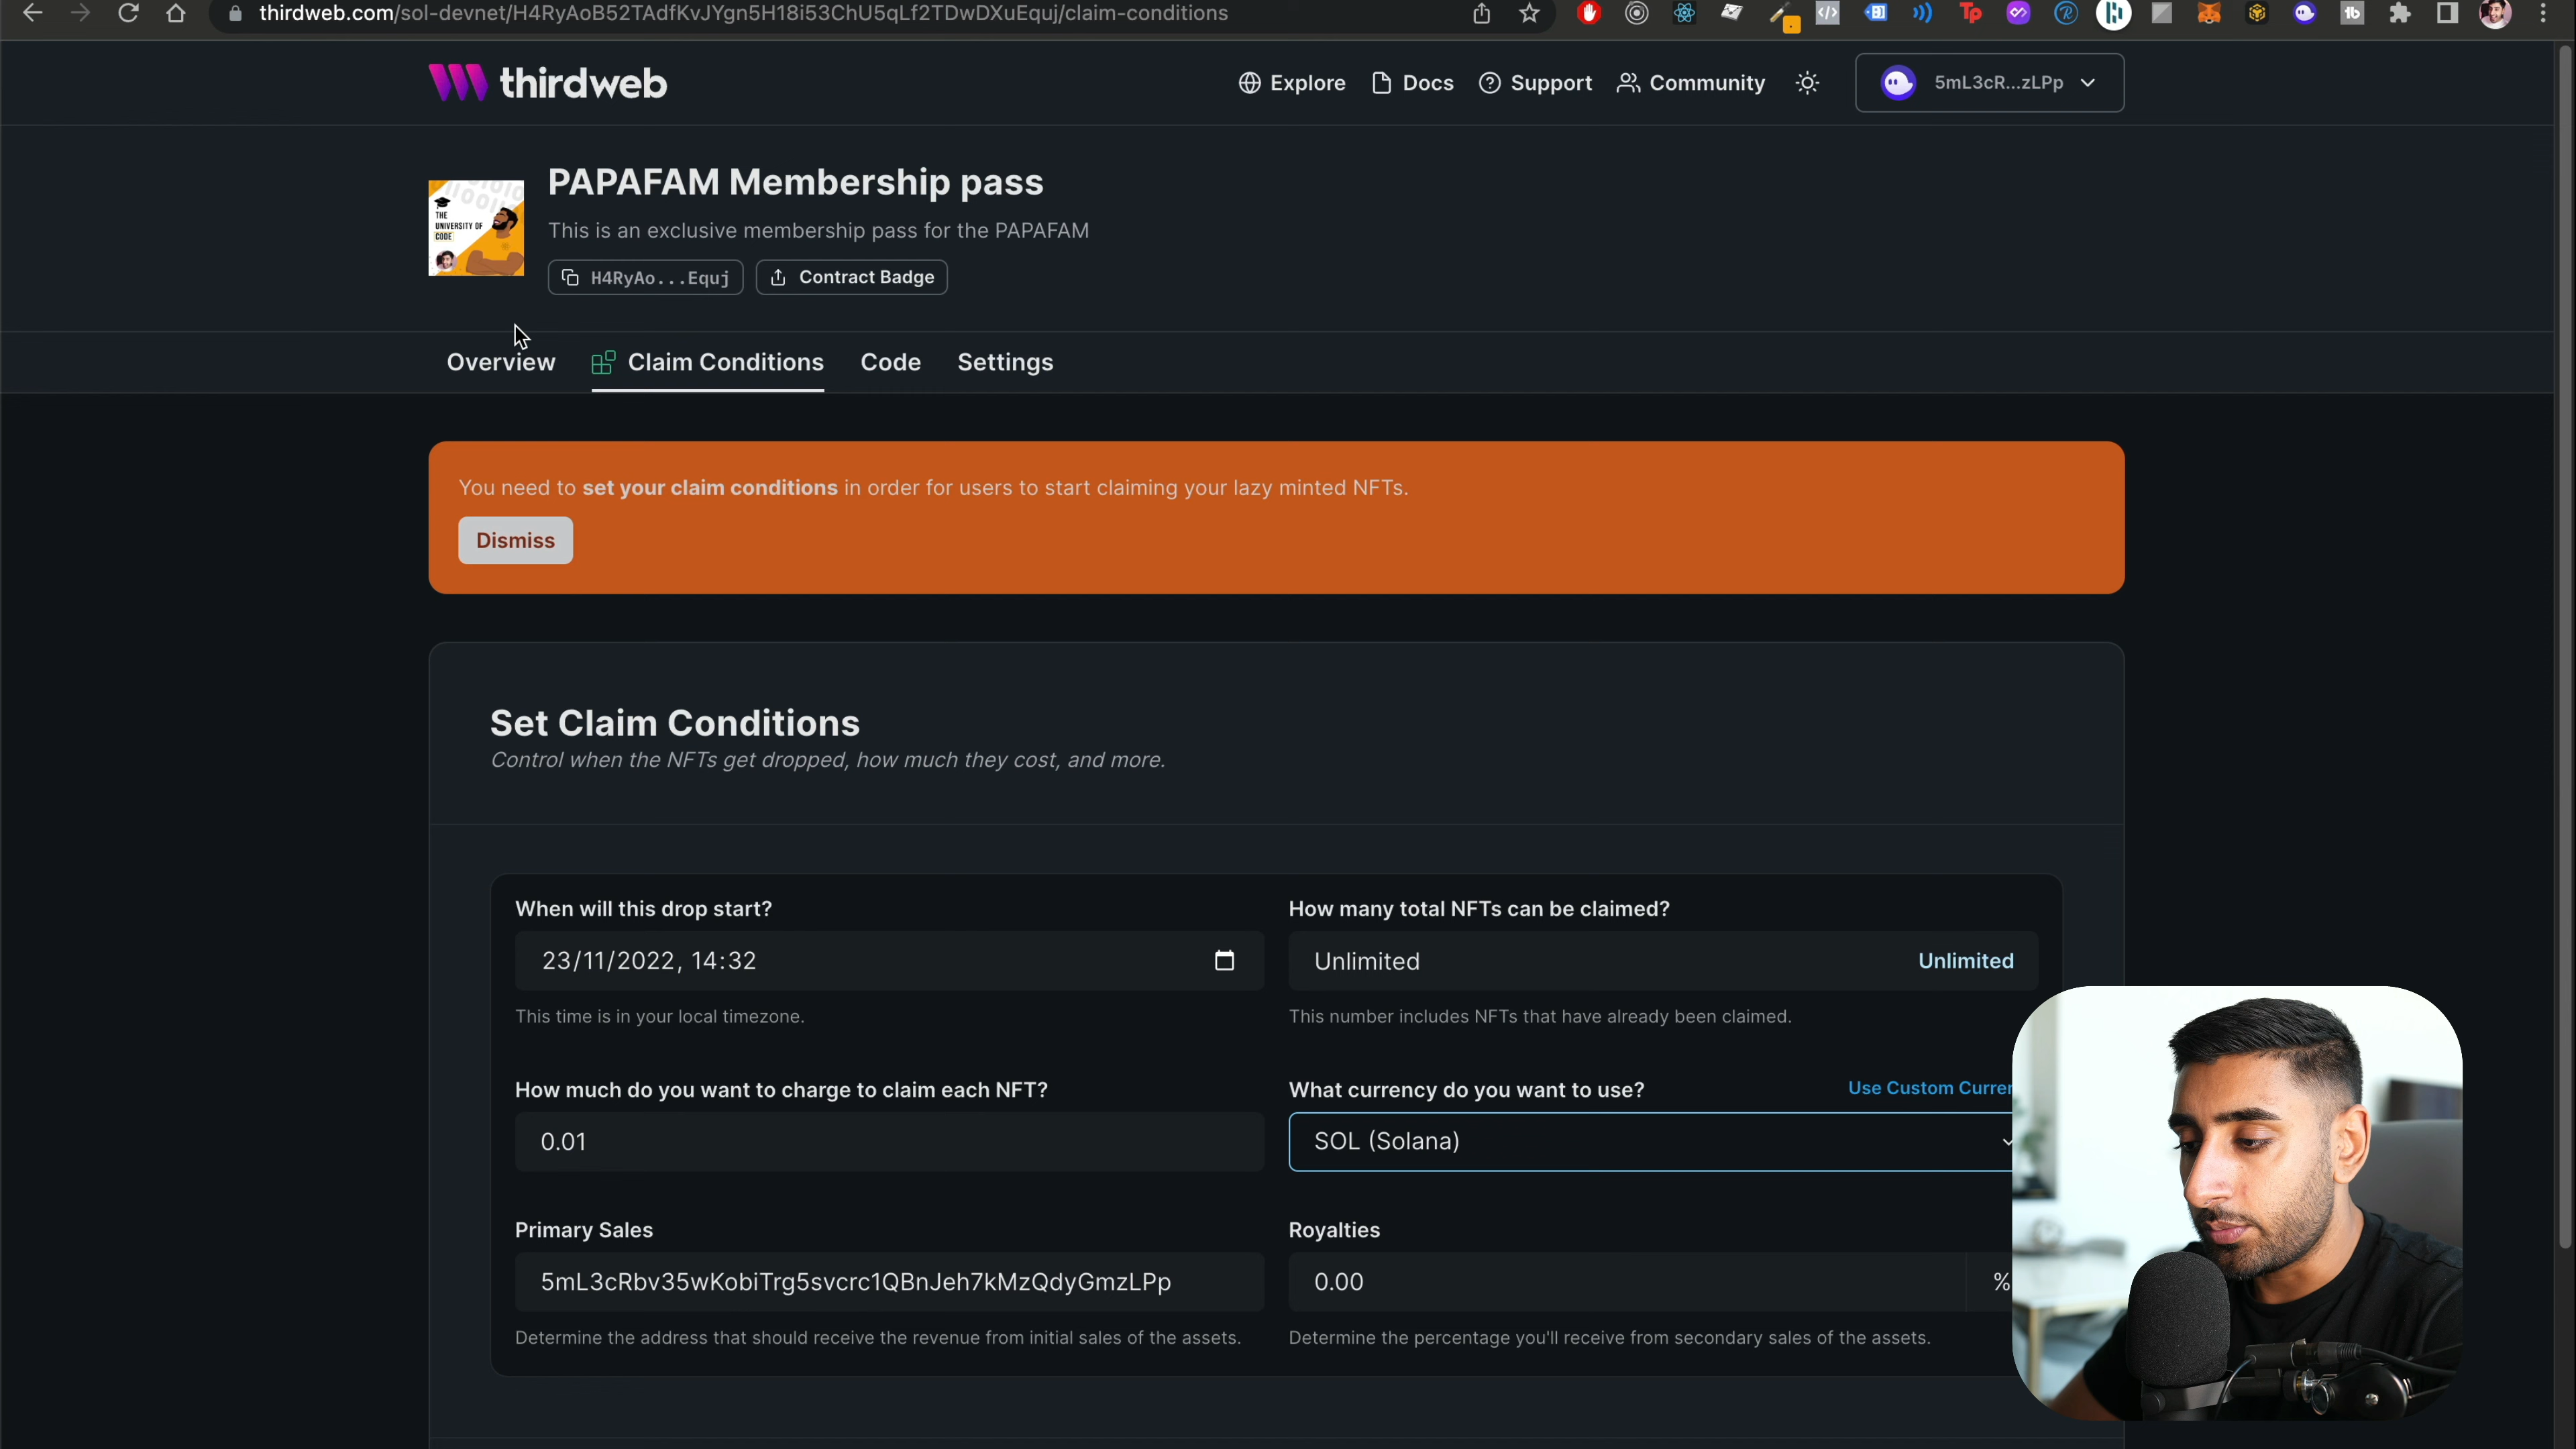 thirdweb.com/sol-devnet/H4RyAoB52TAdfKvJYgn5H18i53ChU5qLf2TDwDXuEquj/claim-conditions
thirdweb
Explore
Docs
Support
Community
5mL3cR...zLPp
THE
UNIVERSITY OF
CODE
PAPAFAM Membership pass
This is an exclusive membership pass for the PAPAFAM
H4RyAo...Equj
Contract Badge
Overview
Claim Conditions
Code
Settings
You need to set your claim conditions in order for users to start claiming your lazy minted NFTs.
Dismiss
Set Claim Conditions
Control when the NFTs get dropped, how much they cost, and more.
When will this drop start?
23/11/2022, 14:32
This time is in your local timezone.
How many total NFTs can be claimed?
Unlimited
Unlimited
This number includes NFTs that have already been claimed.
How much do you want to charge to claim each NFT?
0.01
What currency do you want to use?
Use Custom Curren
SOL (Solana)
Primary Sales
5mL3cRbv35wKobiTrg5svcrc1QBnJeh7kMzQdyGmzLPp
Determine the address that should receive the revenue from initial sales of the assets.
Royalties
0.00
%
Determine the percentage you'll receive from secondary sales of the assets.